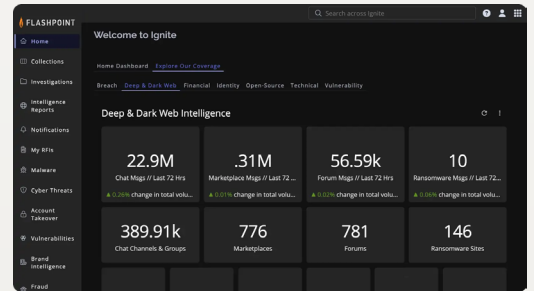 FLASHPOINT
Search across Ignite
Home
Collections
Investigations
Intelligence
Reports
Notifications
My RFIs
Malware
Cyber Threats
Account
Takeover
Vulnerabilities
Brand
Intelligence
Fraud
Welcome to Ignite
Home Dashboard Explore Our Coverage
Breach Deep & Dark Web Financial Identity Open-Source Technical Vulnerability
Deep & Dark Web Intelligence
22.9M
Chat Msgs // Last 72 Hrs
▲ 0.26% change in total volu...
.31M
Marketplace Msgs // Last 72 ...
▲ 0.01% change in total volu...
56.59k
Forum Msgs // Last 72 Hrs
▲ 0.02% change in total volu...
10
Ransomware Msgs // Last 72...
▲ 0.06% change in total volu...
389.91k
Chat Channels & Groups
776
Marketplaces
781
Forums
146
Ransomware Sites